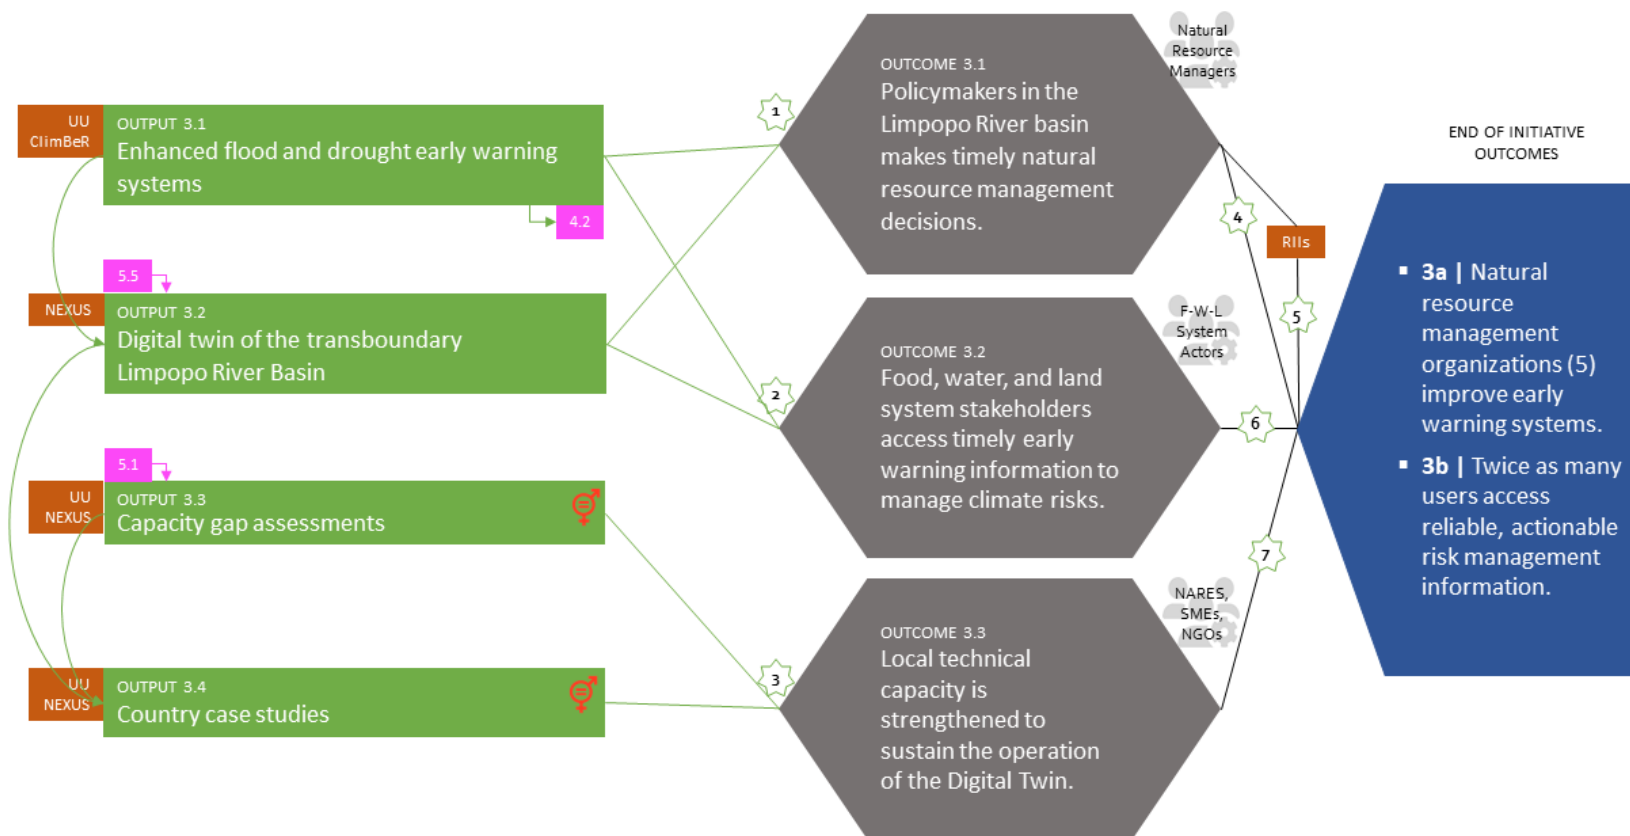 UU
ClimBeR
OUTPUT 3.1
Enhanced flood and drought early warning
systems
4.2
5.5
NEXUS
OUTPUT 3.2
Digital twin of the transboundary
Limpopo River Basin
5.1
UU
NEXUS
OUTPUT 3.3
Capacity gap assessments
UU
NEXUS
OUTPUT 3.4
Country case studies
1
2
3
OUTCOME 3.1
Policymakers in the
Limpopo River basin
makes timely natural
resource management
decisions.
Natural
Resource
Managers
OUTCOME 3.2
Food, water, and land
system stakeholders
access timely early
warning information to
manage climate risks.
F-W-L
System
Actors
OUTCOME 3.3
Local technical
capacity is
strengthened to
sustain the operation
of the Digital Twin.
NARES,
SMEs,
NGOs
4
RIIs
5
6
7
END OF INITIATIVE
OUTCOMES
▪ 3a | Natural
resource
management
organizations (5)
improve early
warning systems.
▪ 3b | Twice as many
users access
reliable, actionable
risk management
information.